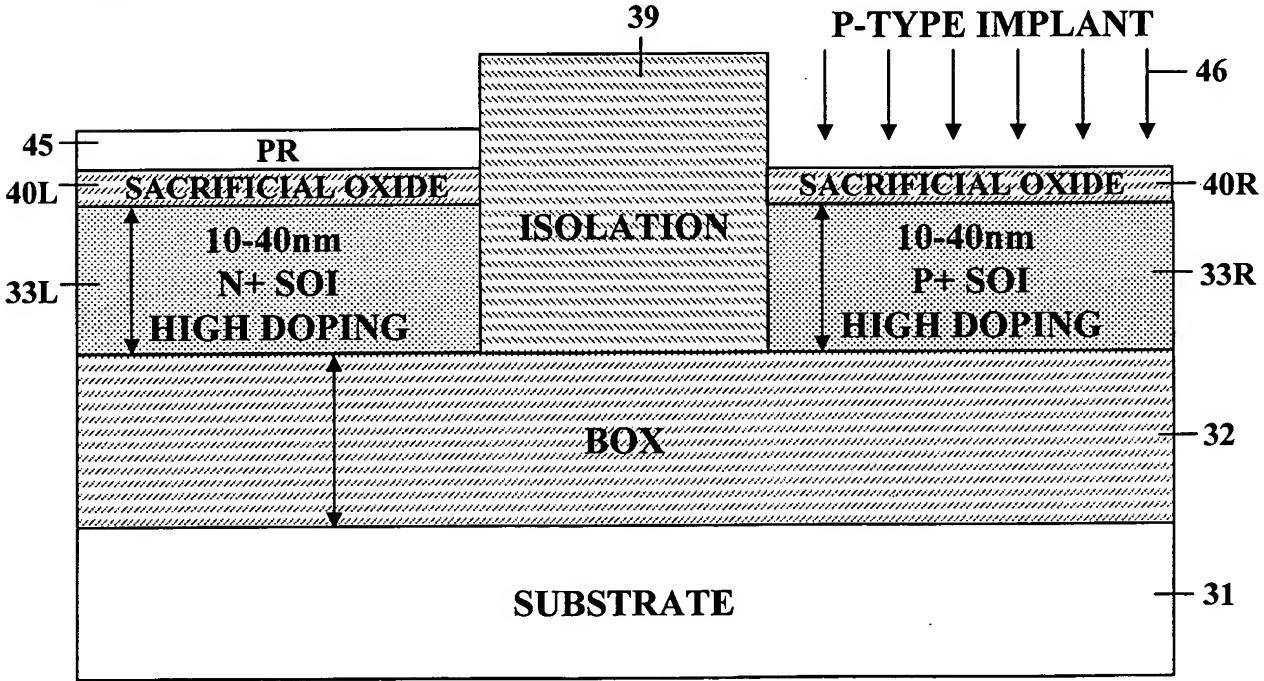 39
P-TYPE IMPLANT
46
45
PR
40L
SACRIFICIAL OXIDE
SACRIFICIAL OXIDE
40R
ISOLATION
10-40nm
N+ SOI
HIGH DOPING
33L
10-40nm
P+ SOI
HIGH DOPING
33R
BOX
32
SUBSTRATE
31